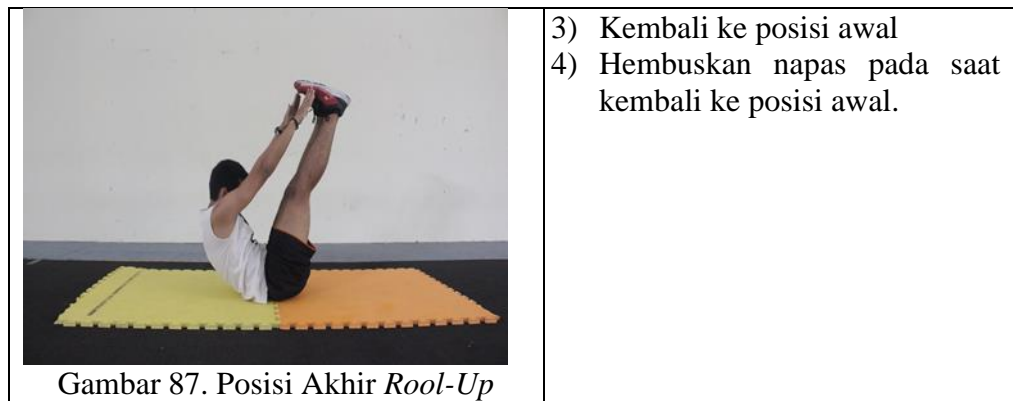 3) Kembali ke posisi awal
4) Hembuskan napas pada saat
kembali ke posisi awal.
Gambar 87. Posisi Akhir Rool-Up